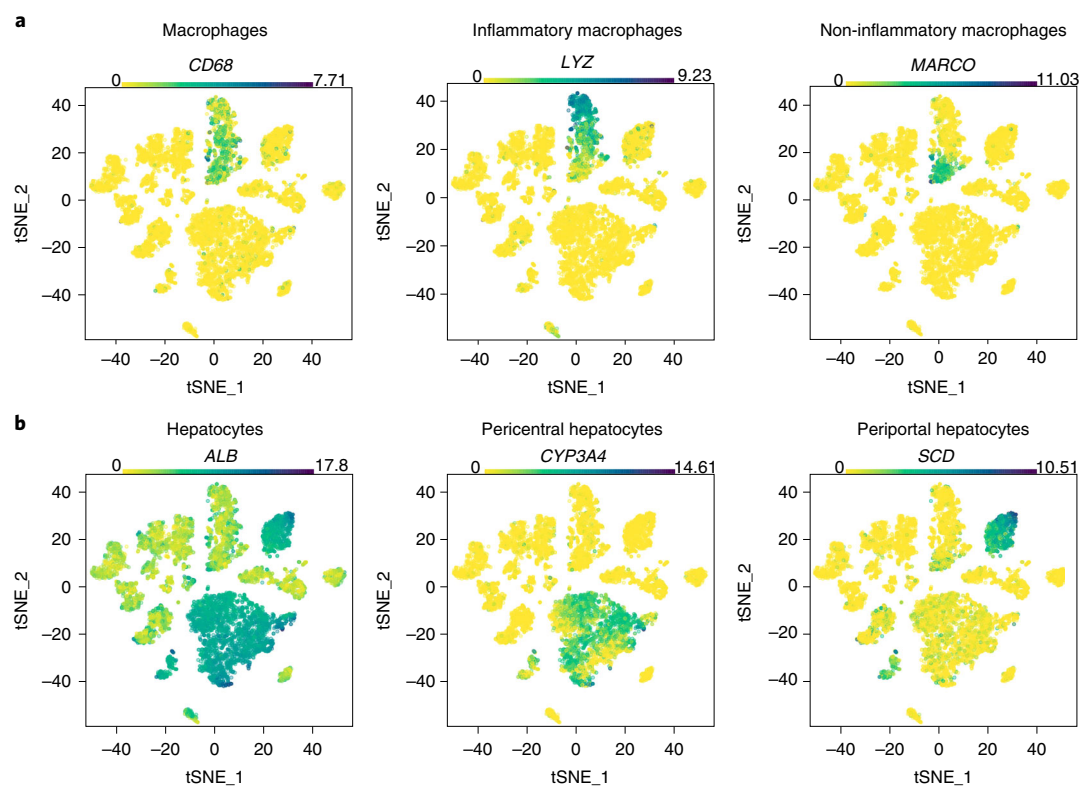 a
Macrophages
Inflammatory macrophages
Non-inflammatory macrophages
CD68
LYZ
MARCO
0 7.71
0 9.23
0 11.03
40
20
0
–20
–40
tSNE_2
–40 –20 0 20 40
tSNE_1
40
20
0
–20
–40
tSNE_2
–40 –20 0 20 40
tSNE_1
40
20
0
–20
–40
tSNE_2
–40 –20 0 20 40
tSNE_1
b
Hepatocytes
Pericentral hepatocytes
Periportal hepatocytes
ALB
CYP3A4
SCD
0 17.8
0 14.61
0 10.51
40
20
0
–20
–40
tSNE_2
–40 –20 0 20 40
tSNE_1
40
20
0
–20
–40
tSNE_2
–40 –20 0 20 40
tSNE_1
40
20
0
–20
–40
tSNE_2
–40 –20 0 20 40
tSNE_1